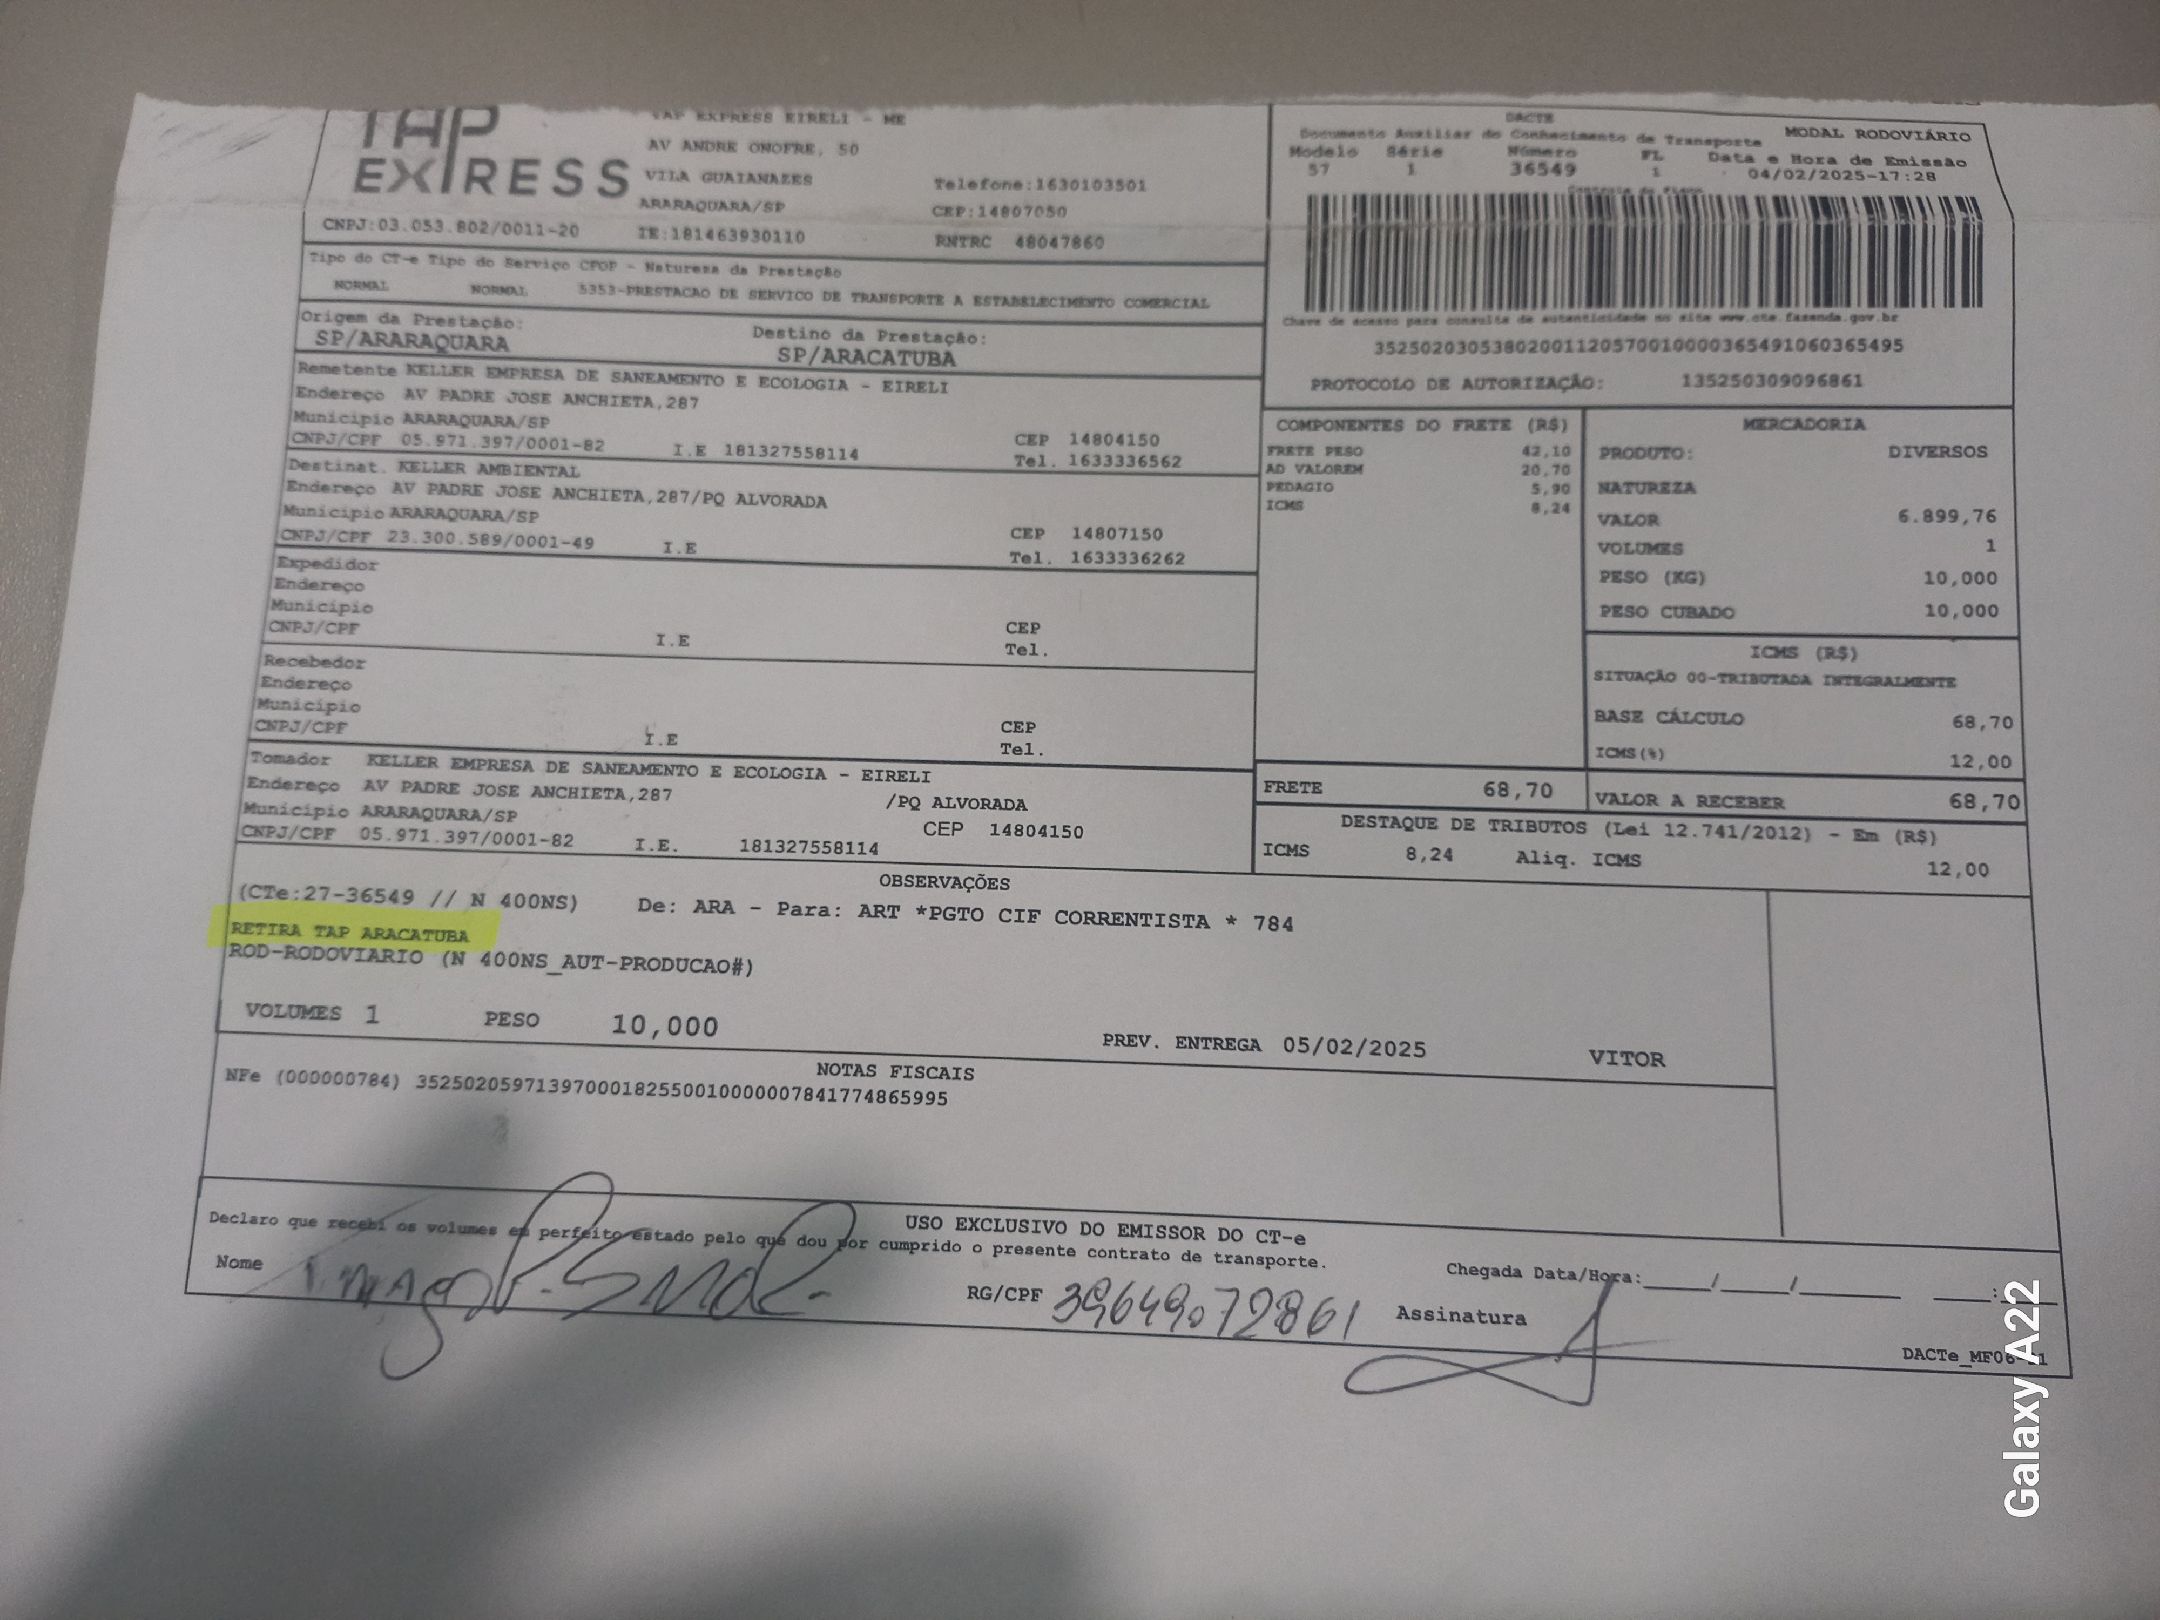 TAP
EXPRESS
TAP EXPRESS EIRELI - ME
AV ANDRE ONOFRE, 50
VILA GUAIANAZES
ARARAQUARA/SP
Telefone:1630103501
CEP:14807050
CNPJ:03.053.802/0011-20 IE:181463930110 RNTRC 48047860
DACTE
Documento Auxiliar do Conhecimento de Transporte MODAL RODOVIÁRIO
Modelo Série Número FL Data e Hora de Emissão
57 1 36549 1 04/02/2025-17:28
Controle do Fisco
Chave de acesso para consulta de autenticidade no site www.cte.fazenda.gov.br
35250203053802001120570010000365491060365495
PROTOCOLO DE AUTORIZAÇÃO: 135250309096861
Tipo do CT-e Tipo do Serviço CFOP - Natureza da Prestação
NORMAL NORMAL 5353-PRESTACAO DE SERVICO DE TRANSPORTE A ESTABELECIMENTO COMERCIAL
Origem da Prestação: Destino da Prestação:
SP/ARARAQUARA SP/ARACATUBA
Remetente KELLER EMPRESA DE SANEAMENTO E ECOLOGIA - EIRELI
Endereço AV PADRE JOSE ANCHIETA,287
Municipio ARARAQUARA/SP CEP 14804150
CNPJ/CPF 05.971.397/0001-82 I.E 181327558114 Tel. 1633336562
Destinat. KELLER AMBIENTAL
Endereço AV PADRE JOSE ANCHIETA,287/PQ ALVORADA
Municipio ARARAQUARA/SP CEP 14807150
CNPJ/CPF 23.300.589/0001-49 I.E Tel. 1633336262
Expedidor
Endereço
Municipio CEP
CNPJ/CPF I.E Tel.
Recebedor
Endereço
Municipio CEP
CNPJ/CPF I.E Tel.
Tomador KELLER EMPRESA DE SANEAMENTO E ECOLOGIA - EIRELI
Endereço AV PADRE JOSE ANCHIETA,287 /PQ ALVORADA
Municipio ARARAQUARA/SP CEP 14804150
CNPJ/CPF 05.971.397/0001-82 I.E. 181327558114
COMPONENTES DO FRETE (R$)
FRETE PESO 42,10
AD VALOREM 20,70
PEDAGIO 5,90
ICMS 8,24
MERCADORIA
PRODUTO: DIVERSOS
NATUREZA
VALOR 6.899,76
VOLUMES 1
PESO (KG) 10,000
PESO CUBADO 10,000
ICMS (R$)
SITUAÇÃO 00-TRIBUTADA INTEGRALMENTE
BASE CÁLCULO 68,70
ICMS(%) 12,00
FRETE 68,70 VALOR A RECEBER 68,70
DESTAQUE DE TRIBUTOS (Lei 12.741/2012) - Em (R$)
ICMS 8,24 Aliq. ICMS 12,00
OBSERVAÇÕES
(CTe:27-36549 // N 400NS) De: ARA - Para: ART *PGTO CIF CORRENTISTA * 784
RETIRA TAP ARACATUBA
ROD-RODOVIARIO (N 400NS_AUT-PRODUCAO#)
VOLUMES 1 PESO 10,000 PREV. ENTREGA 05/02/2025 VITOR
NOTAS FISCAIS
NFe (000000784) 35250205971397000182550010000007841774865995
USO EXCLUSIVO DO EMISSOR DO CT-e
Declaro que recebi os volumes em perfeito estado pelo que dou por cumprido o presente contrato de transporte.
Nome RG/CPF 39649072861 Assinatura Chegada Data/Hora:____/____/______ ___:
DACTe_MF06
Galaxy A22